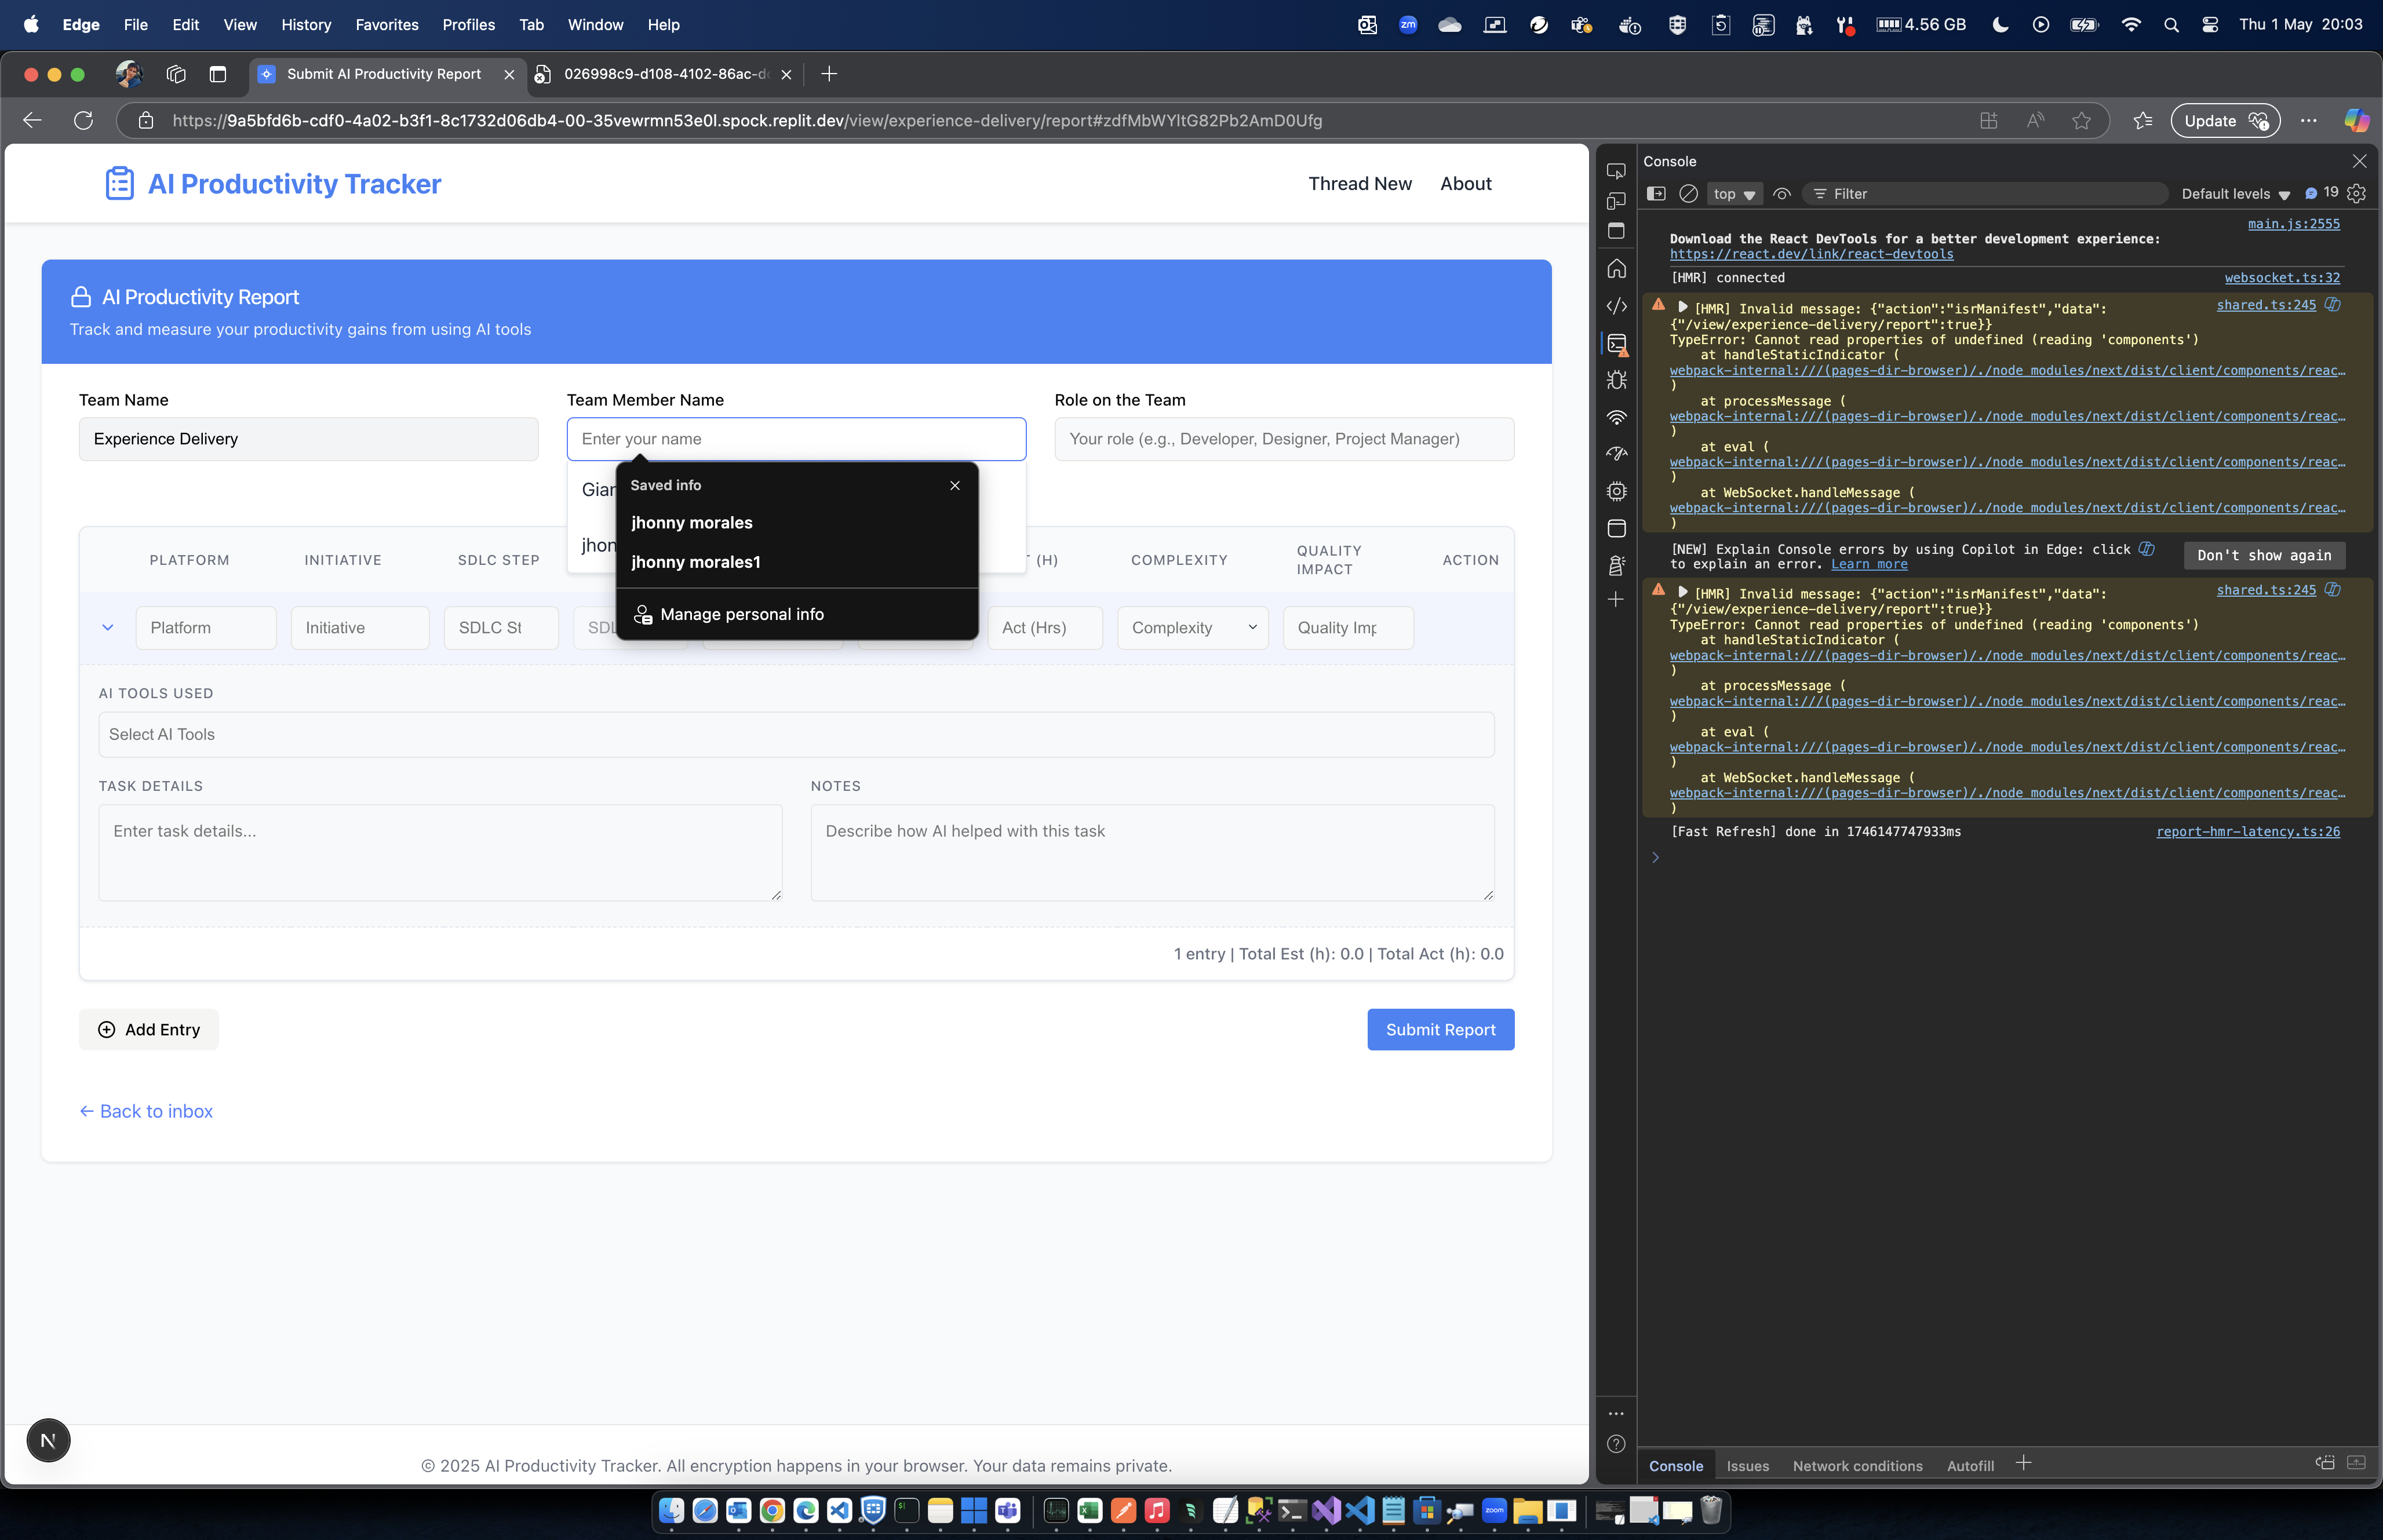 Edge File Edit View History Favorites Profiles Tab Window Help
zm
4.56 GB
Thu 1 May 20:03
Submit AI Productivity Report
026998c9-d108-4102-86ac-d
https://9a5bfd6b-cdf0-4a02-b3f1-8c1732d06db4-00-35vewrmn53e0l.spock.replit.dev/view/experience-delivery/report#zdfMbWYltG82Pb2AmD0Ufg
Update
AI Productivity Tracker
Thread New
About
AI Productivity Report
Track and measure your productivity gains from using AI tools
Team Name
Team Member Name
Role on the Team
Experience Delivery
Enter your name
Your role (e.g., Developer, Designer, Project Manager)
Gian
jhon
Saved info
jhonny morales
jhonny morales1
Manage personal info
PLATFORM
INITIATIVE
SDLC STEP
(H)
COMPLEXITY
QUALITY IMPACT
ACTION
Platform
Initiative
SDLC St
SDL
Act (Hrs)
Complexity
Quality Imp
AI TOOLS USED
Select AI Tools
TASK DETAILS
NOTES
Enter task details...
Describe how AI helped with this task
1 entry | Total Est (h): 0.0 | Total Act (h): 0.0
Add Entry
Submit Report
← Back to inbox
N
© 2025 AI Productivity Tracker. All encryption happens in your browser. Your data remains private.
Console
top
Filter
Default levels
19
main.js:2555
Download the React DevTools for a better development experience:
https://react.dev/link/react-devtools
[HMR] connected
websocket.ts:32
[HMR] Invalid message: {"action":"isrManifest","data":
shared.ts:245
{"/view/experience-delivery/report":true}}
TypeError: Cannot read properties of undefined (reading 'components')
at handleStaticIndicator (
webpack-internal:///(pages-dir-browser)/./node_modules/next/dist/client/components/reac…
)
at processMessage (
webpack-internal:///(pages-dir-browser)/./node_modules/next/dist/client/components/reac…
)
at eval (
webpack-internal:///(pages-dir-browser)/./node_modules/next/dist/client/components/reac…
)
at WebSocket.handleMessage (
webpack-internal:///(pages-dir-browser)/./node_modules/next/dist/client/components/reac…
)
[NEW] Explain Console errors by using Copilot in Edge: click
to explain an error. Learn more
Don't show again
[HMR] Invalid message: {"action":"isrManifest","data":
shared.ts:245
{"/view/experience-delivery/report":true}}
TypeError: Cannot read properties of undefined (reading 'components')
at handleStaticIndicator (
webpack-internal:///(pages-dir-browser)/./node_modules/next/dist/client/components/reac…
)
at processMessage (
webpack-internal:///(pages-dir-browser)/./node_modules/next/dist/client/components/reac…
)
at eval (
webpack-internal:///(pages-dir-browser)/./node_modules/next/dist/client/components/reac…
)
at WebSocket.handleMessage (
webpack-internal:///(pages-dir-browser)/./node_modules/next/dist/client/components/reac…
)
[Fast Refresh] done in 1746147747933ms
report-hmr-latency.ts:26
Console
Issues
Network conditions
Autofill
zoom